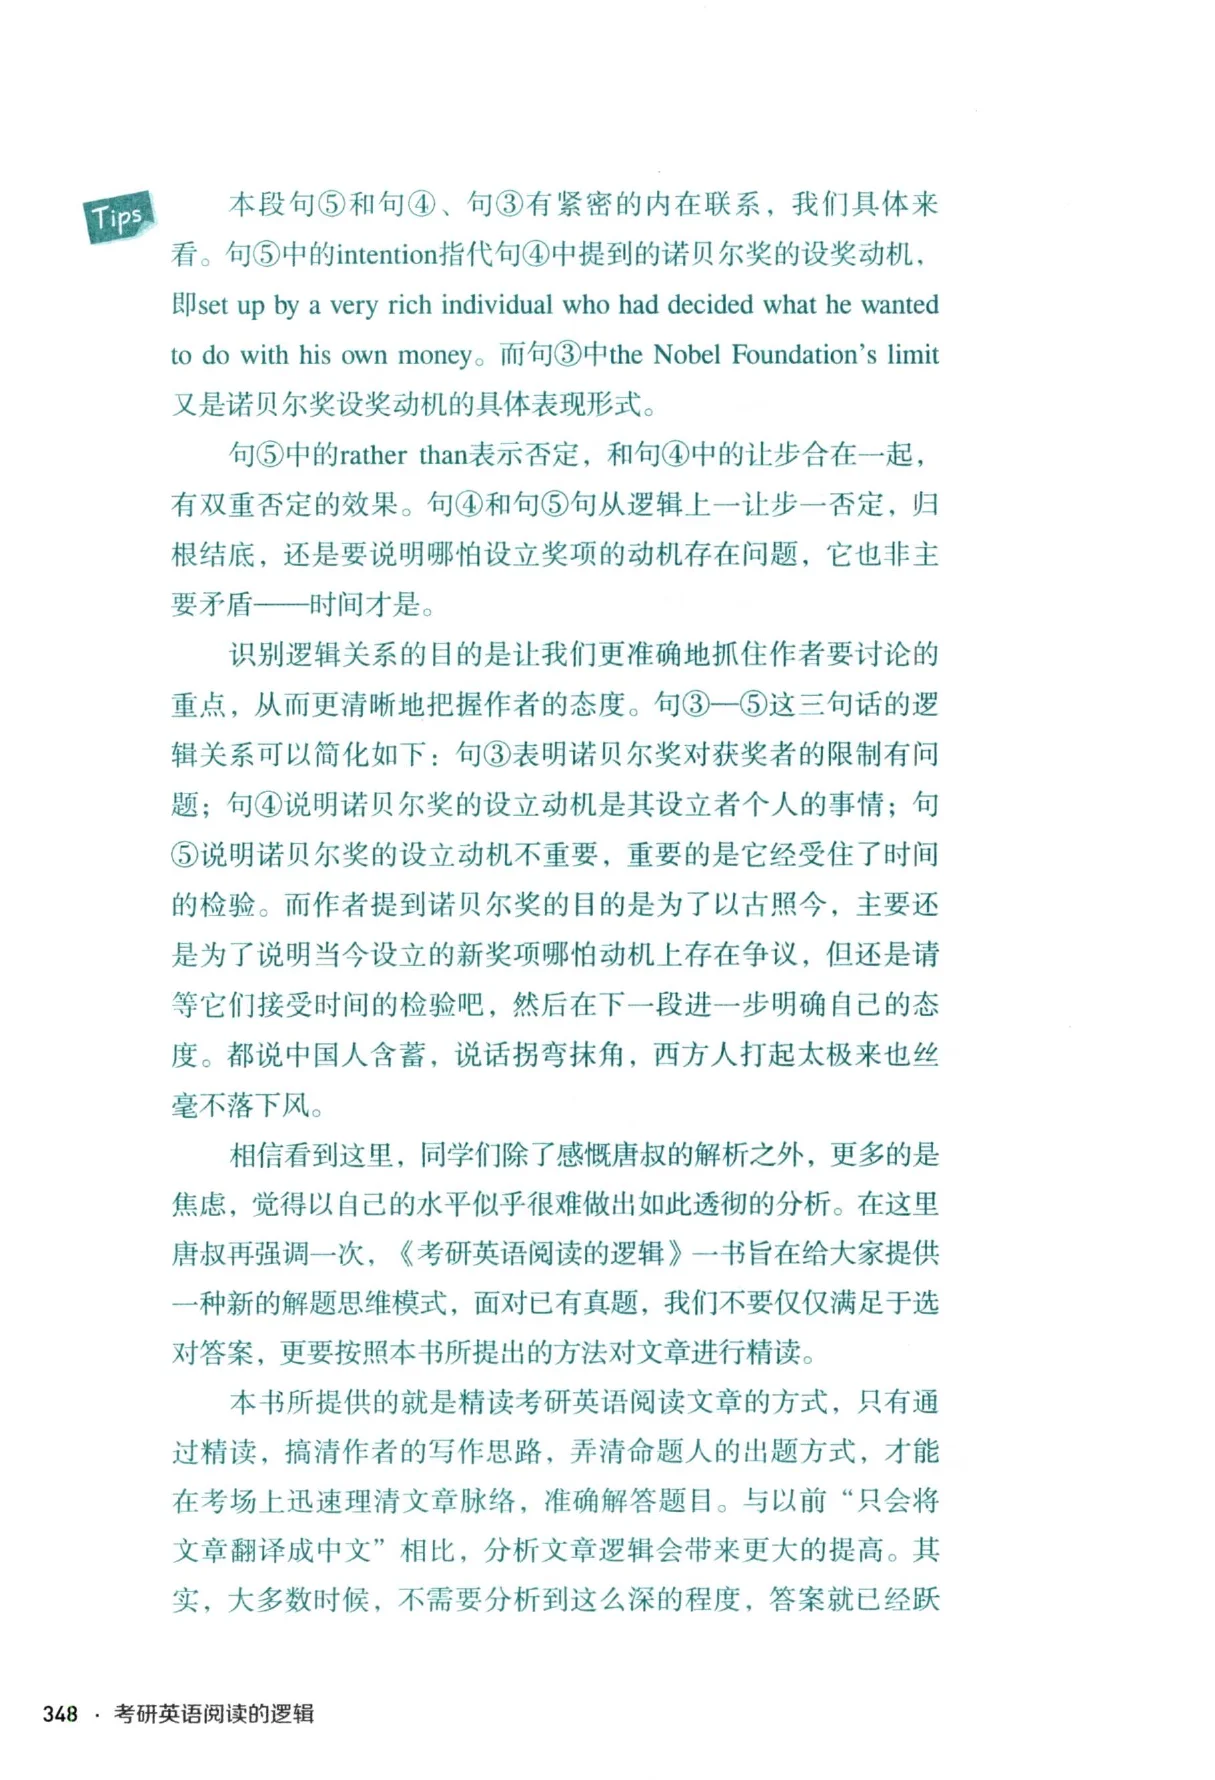 Tips
本段句⑤和句④、句③有紧密的内在联系，我们具体来
看。句⑤中的intention指代句④中提到的诺贝尔奖的设奖动机，
即set up by a very rich individual who had decided what he wanted
to do with his own money。而句③中the Nobel Foundation's limit
又是诺贝尔奖设奖动机的具体表现形式。
句⑤中的rather than表示否定，和句④中的让步合在一起，
有双重否定的效果。句④和句⑤句从逻辑上一让步一否定，归
根结底，还是要说明哪怕设立奖项的动机存在问题，它也非主
要矛盾——时间才是。
识别逻辑关系的目的是让我们更准确地抓住作者要讨论的
重点，从而更清晰地把握作者的态度。句③—⑤这三句话的逻
辑关系可以简化如下：句③表明诺贝尔奖对获奖者的限制有问
题；句④说明诺贝尔奖的设立动机是其设立者个人的事情；句
⑤说明诺贝尔奖的设立动机不重要，重要的是它经受住了时间
的检验。而作者提到诺贝尔奖的目的是为了以古照今，主要还
是为了说明当今设立的新奖项哪怕动机上存在争议，但还是请
等它们接受时间的检验吧，然后在下一段进一步明确自己的态
度。都说中国人含蓄，说话拐弯抹角，西方人打起太极来也丝
毫不落下风。
相信看到这里，同学们除了感慨唐叔的解析之外，更多的是
焦虑，觉得以自己的水平似乎很难做出如此透彻的分析。在这里
唐叔再强调一次，《考研英语阅读的逻辑》一书旨在给大家提供
一种新的解题思维模式，面对已有真题，我们不要仅仅满足于选
对答案，更要按照本书所提出的方法对文章进行精读。
本书所提供的就是精读考研英语阅读文章的方式，只有通
过精读，搞清作者的写作思路，弄清命题人的出题方式，才能
在考场上迅速理清文章脉络，准确解答题目。与以前“只会将
文章翻译成中文”相比，分析文章逻辑会带来更大的提高。其
实，大多数时候，不需要分析到这么深的程度，答案就已经跃
348 · 考研英语阅读的逻辑